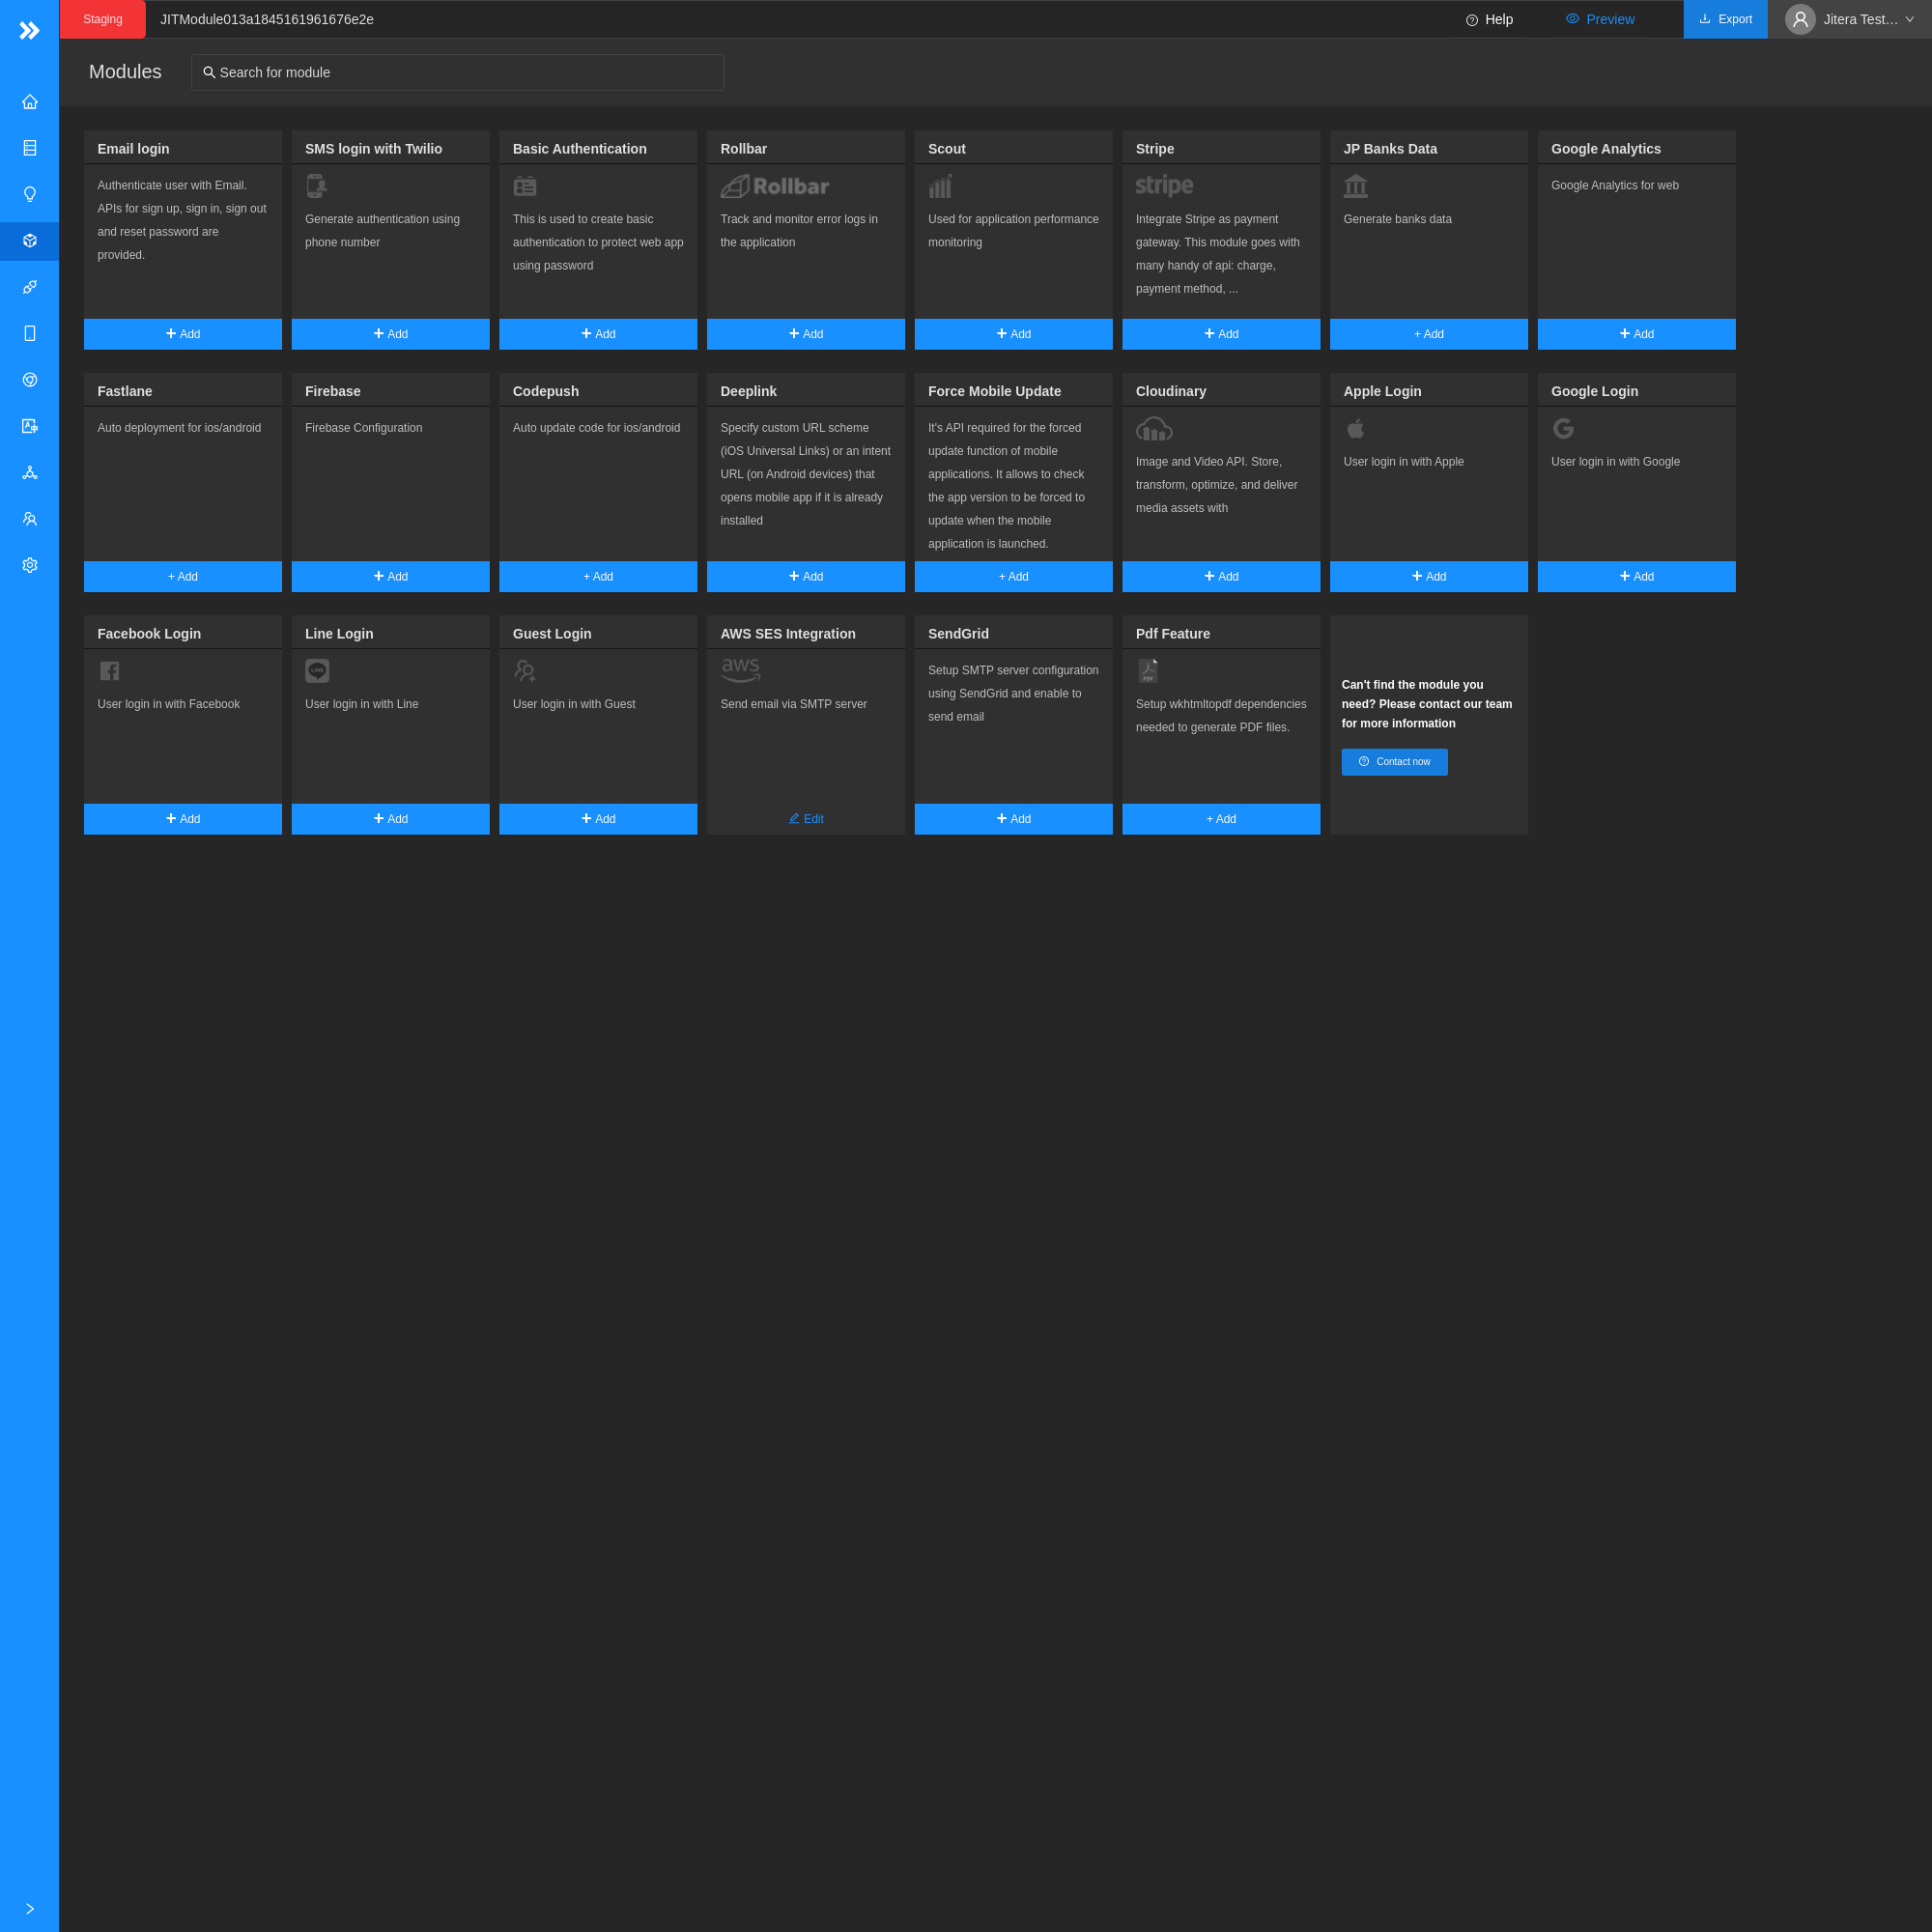 Staging
JITModule013a1845161961676e2e
Help
Preview
Export
Jitera Test…
Modules
Search for module
Email login
Authenticate user with Email.
APIs for sign up, sign in, sign out
and reset password are
provided.
+ Add
SMS login with Twilio
Generate authentication using
phone number
+ Add
Basic Authentication
This is used to create basic
authentication to protect web app
using password
+ Add
Rollbar
Rollbar
Track and monitor error logs in
the application
+ Add
Scout
Used for application performance
monitoring
+ Add
Stripe
stripe
Integrate Stripe as payment
gateway. This module goes with
many handy of api: charge,
payment method, ...
+ Add
JP Banks Data
Generate banks data
+ Add
Google Analytics
Google Analytics for web
+ Add
Fastlane
Auto deployment for ios/android
+ Add
Firebase
Firebase Configuration
+ Add
Codepush
Auto update code for ios/android
+ Add
Deeplink
Specify custom URL scheme
(iOS Universal Links) or an intent
URL (on Android devices) that
opens mobile app if it is already
installed
+ Add
Force Mobile Update
It's API required for the forced
update function of mobile
applications. It allows to check
the app version to be forced to
update when the mobile
application is launched.
+ Add
Cloudinary
Image and Video API. Store,
transform, optimize, and deliver
media assets with
+ Add
Apple Login
User login in with Apple
+ Add
Google Login
G
User login in with Google
+ Add
Facebook Login
User login in with Facebook
+ Add
Line Login
LINE
User login in with Line
+ Add
Guest Login
User login in with Guest
+ Add
AWS SES Integration
aws
Send email via SMTP server
Edit
SendGrid
Setup SMTP server configuration
using SendGrid and enable to
send email
+ Add
Pdf Feature
PDF
Setup wkhtmltopdf dependencies
needed to generate PDF files.
+ Add
Can't find the module you
need? Please contact our team
for more information
Contact now